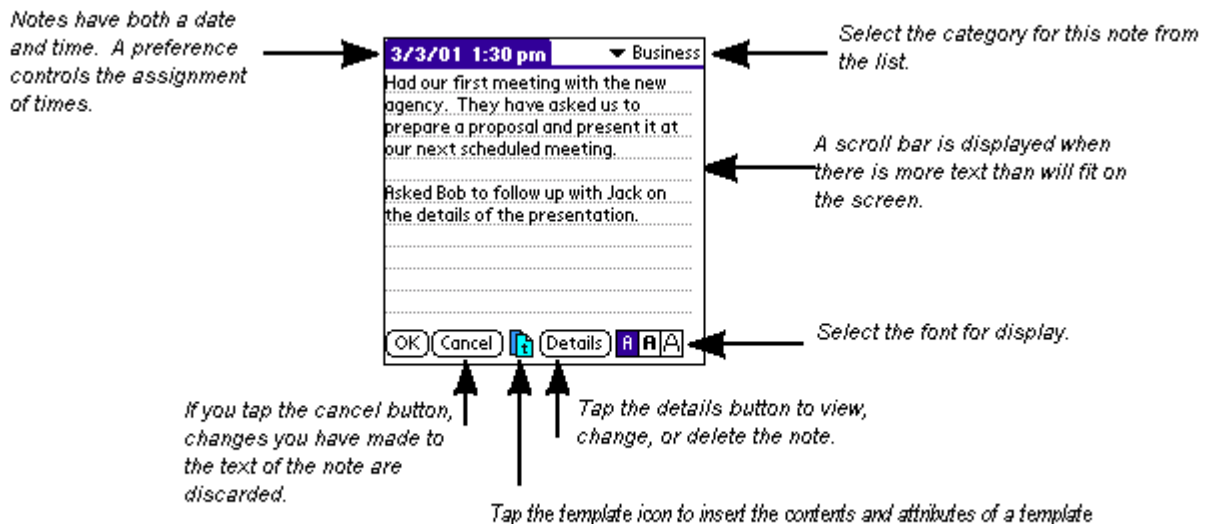 Notes have both a date
and time. A preference
controls the assignment
of times.
3/3/01 1:30 pm
Business
Select the category for this note from
the list.
Had our first meeting with the new
agency. They have asked us to
prepare a proposal and present it at
our next scheduled meeting.
Asked Bob to follow up with Jack on
the details of the presentation.
A scroll bar is displayed when
there is more text than will fit on
the screen.
OK Cancel t Details A A A
Select the font for display.
If you tap the cancel button,
changes you have made to
the text of the note are
discarded.
Tap the details button to view,
change, or delete the note.
Tap the template icon to insert the contents and attributes of a template